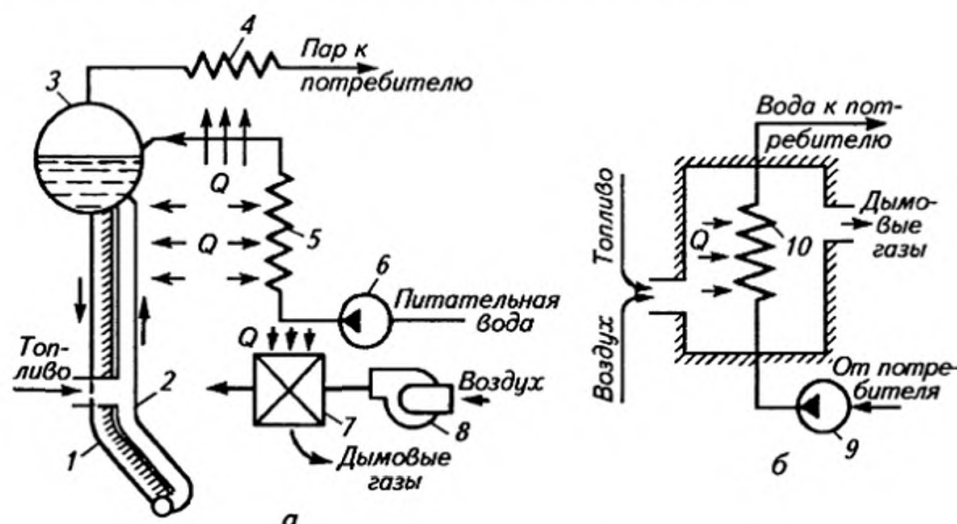 4
Пар к
потребителю
3
Q
Q
5
6
Питательная
вода
Q
Топ-
ливо
2
1
7
Воздух
8
Дымовые
газы
а
Вода к пот-
ребителю
Топливо
Q
10
Дымо-
вые
газы
Воздух
От потре-
бителя
9
б